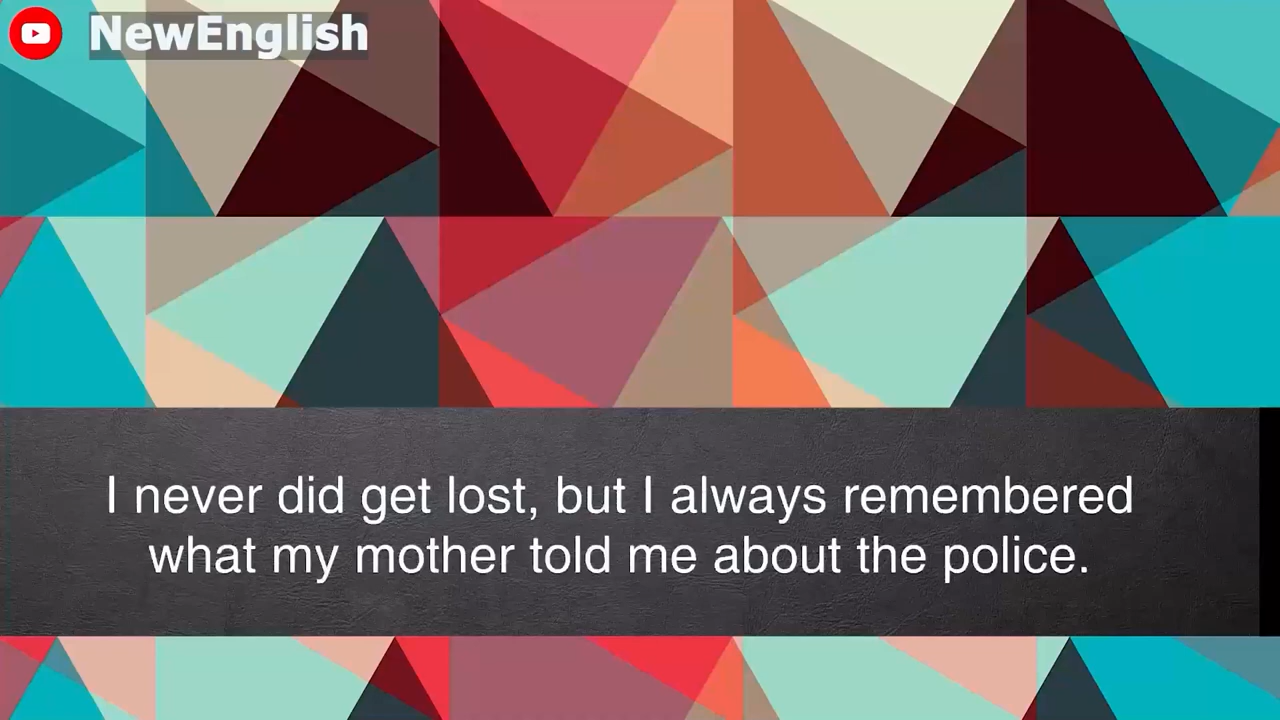 NewEnglish
I never did get lost, but I always remembered
what my mother told me about the police.